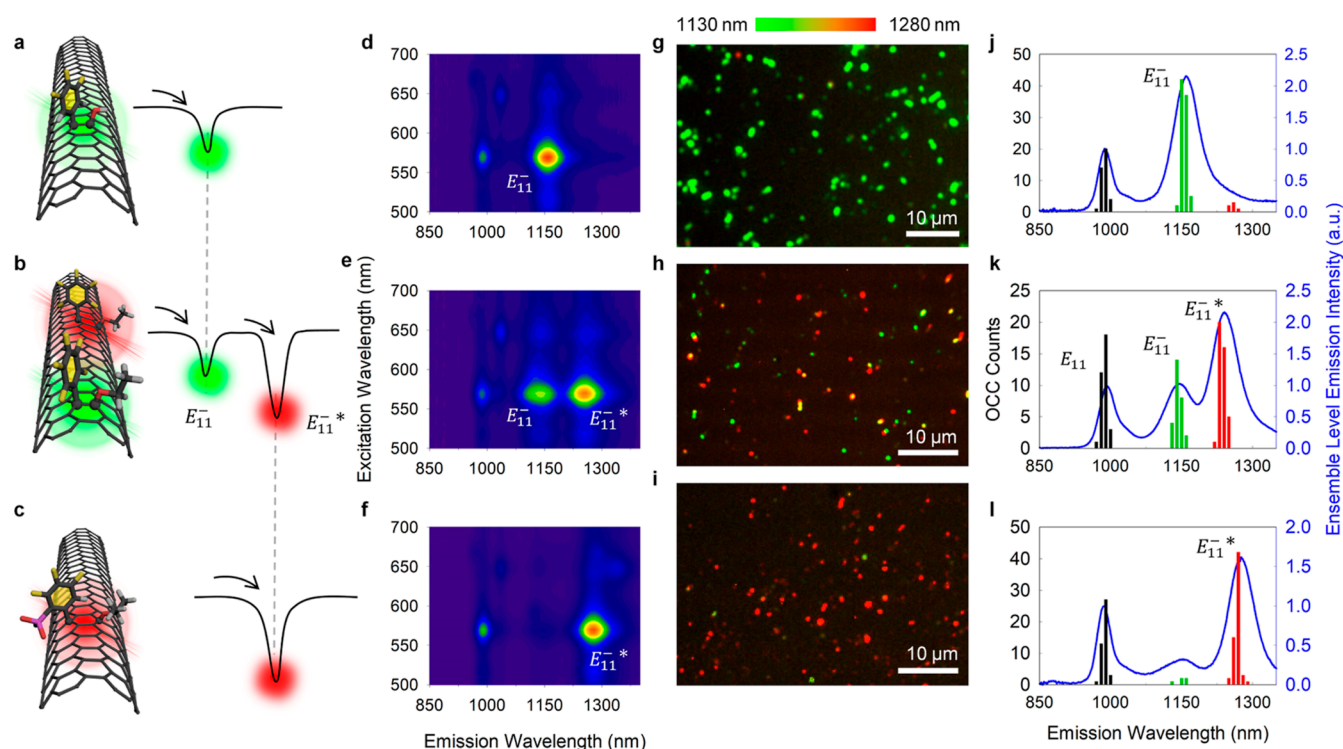 1130 nm 1280 nm
a
b
E₁₁⁻
E₁₁⁻*
c
d
700
650
600
550
500
850 1000 1150 1300
E₁₁⁻
e
700
650
600
550
500
850 1000 1150 1300
E₁₁⁻ E₁₁⁻*
f
700
650
600
550
500
850 1000 1150 1300
E₁₁⁻*
Excitation Wavelength (nm)
Emission Wavelength (nm)
g
10 µm
h
10 µm
i
10 µm
j
50
40
30
20
10
0
2.5
2.0
1.5
1.0
0.5
0.0
850 1000 1150 1300
E₁₁⁻
k
25
20
15
10
5
0
2.5
2.0
1.5
1.0
0.5
0.0
850 1000 1150 1300
E₁₁ E₁₁⁻ E₁₁⁻*
l
50
40
30
20
10
0
2.0
1.5
1.0
0.5
0.0
850 1000 1150 1300
E₁₁⁻*
OCC Counts
Ensemble Level Emission Intensity (a.u.)
Emission Wavelength (nm)